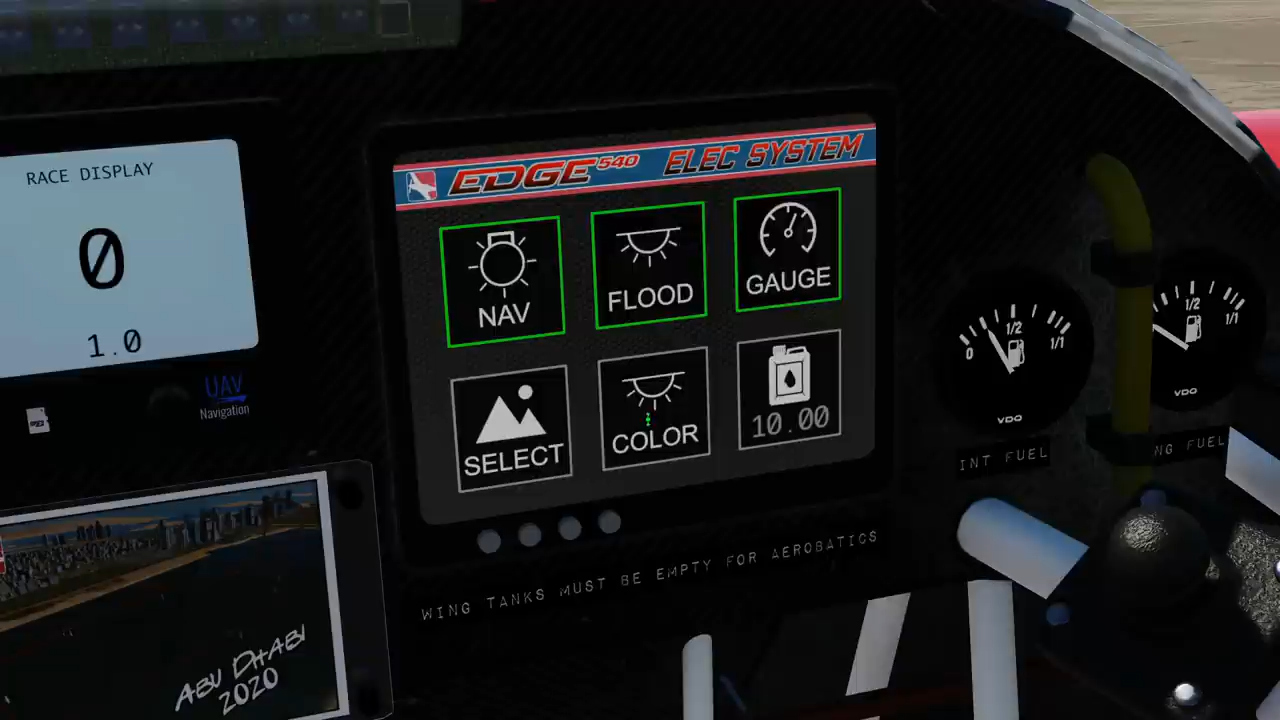 RACE DISPLAY
0
1.0
UAV
Navigation
EDGE 540 ELEC SYSTEM
NAV
FLOOD
GAUGE
SELECT
COLOR
10.00
WING TANKS MUST BE EMPTY FOR AEROBATICS
0 1/2 1/1
VDO
INT FUEL
1/2 1/1
VDO
NG FUEL
ABU DHABI
2020